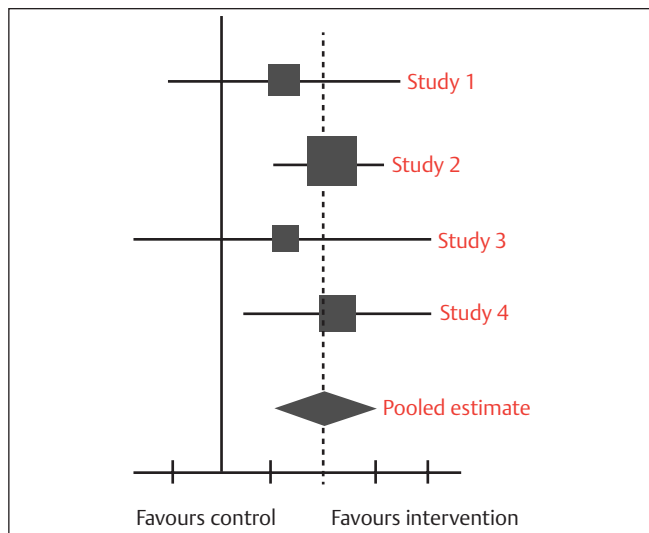 Study 1
Study 2
Study 3
Study 4
Pooled estimate
Favours control Favours intervention